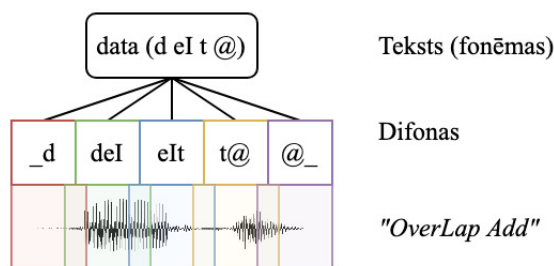 data (d eI t @)
Teksts (fonēmas)
_d deI eIt t@ @_
Difonas
"OverLap Add"